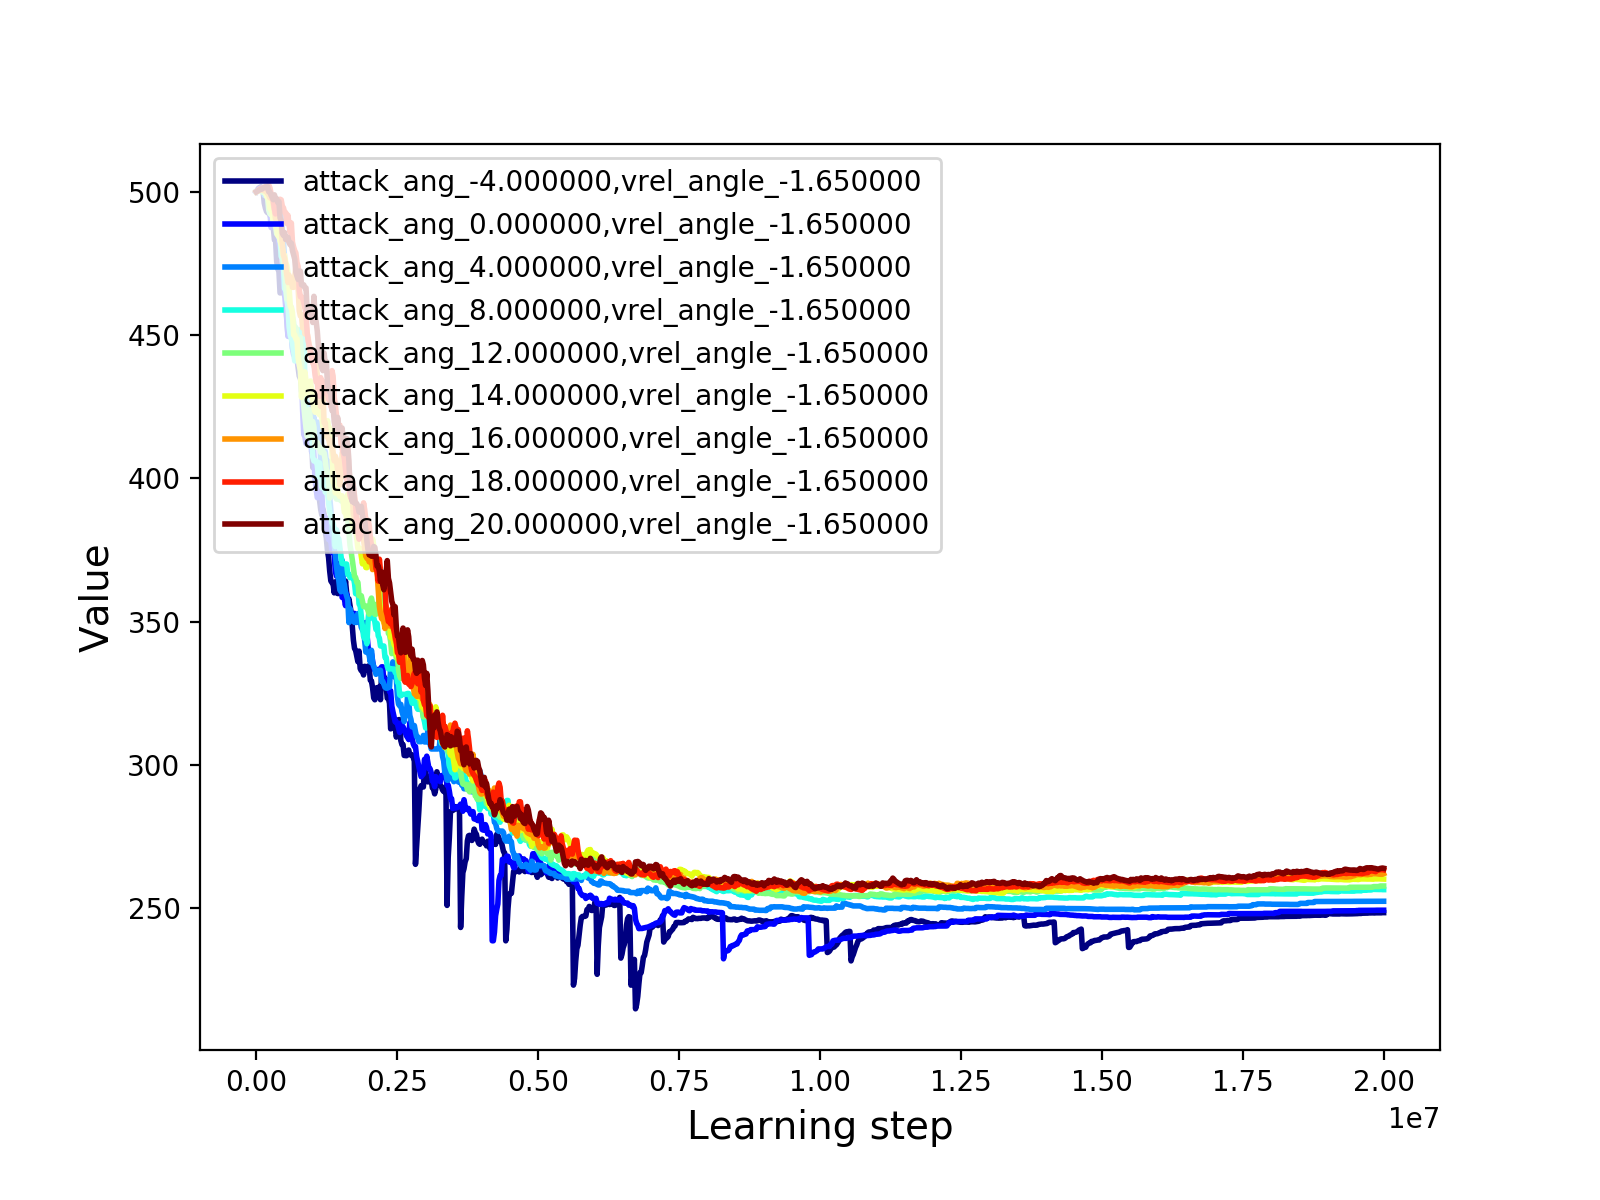 attack_ang_-4.000000,vrel_angle_-1.650000
attack_ang_0.000000,vrel_angle_-1.650000
attack_ang_4.000000,vrel_angle_-1.650000
attack_ang_8.000000,vrel_angle_-1.650000
attack_ang_12.000000,vrel_angle_-1.650000
attack_ang_14.000000,vrel_angle_-1.650000
attack_ang_16.000000,vrel_angle_-1.650000
attack_ang_18.000000,vrel_angle_-1.650000
attack_ang_20.000000,vrel_angle_-1.650000
500
450
400
350
300
250
Value
0.00 0.25 0.50 0.75 1.00 1.25 1.50 1.75 2.00
1e7
Learning step